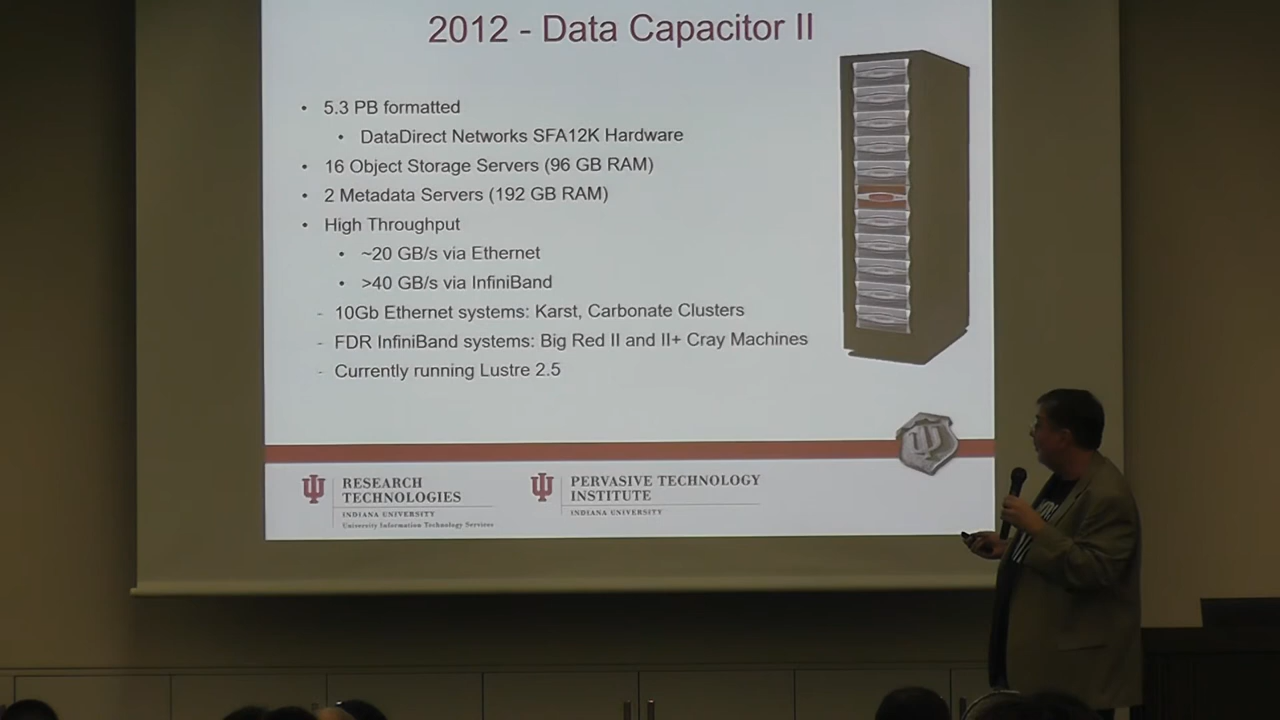 2012 - Data Capacitor II
• 5.3 PB formatted
• DataDirect Networks SFA12K Hardware
• 16 Object Storage Servers (96 GB RAM)
• 2 Metadata Servers (192 GB RAM)
• High Throughput
• ~20 GB/s via Ethernet
• >40 GB/s via InfiniBand
- 10Gb Ethernet systems: Karst, Carbonate Clusters
- FDR InfiniBand systems: Big Red II and II+ Cray Machines
- Currently running Lustre 2.5
RESEARCH
TECHNOLOGIES
INDIANA UNIVERSITY
University Information Technology Services
PERVASIVE TECHNOLOGY
INSTITUTE
INDIANA UNIVERSITY